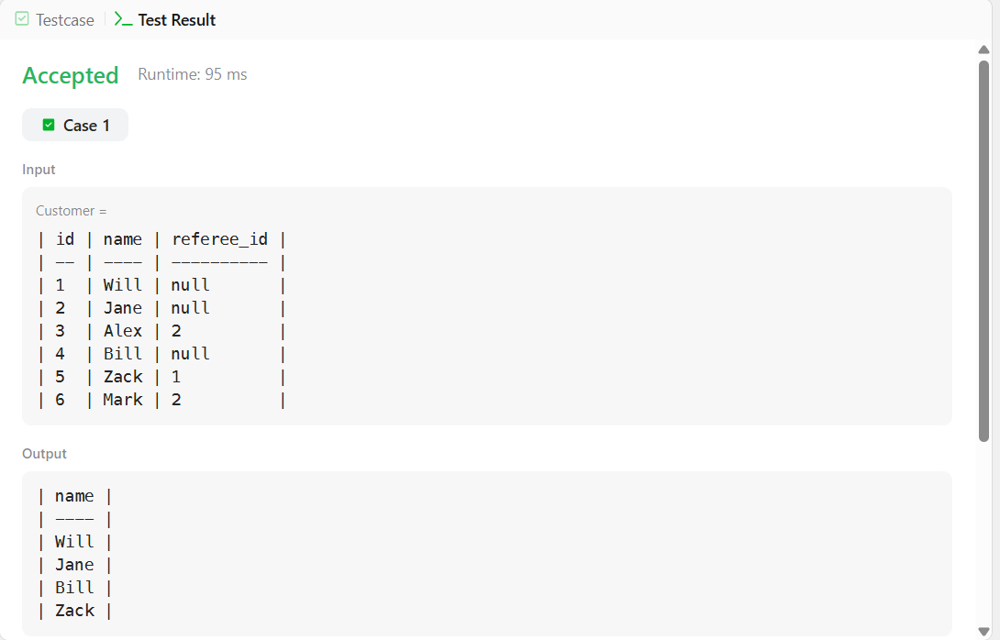 Testcase Test Result
Accepted Runtime: 95 ms
Case 1
Input
Customer =
| id | name | referee_id |
| -- | ---- | ---------- |
| 1  | Will | null       |
| 2  | Jane | null       |
| 3  | Alex | 2          |
| 4  | Bill | null       |
| 5  | Zack | 1          |
| 6  | Mark | 2          |
Output
| name |
| ---- |
| Will |
| Jane |
| Bill |
| Zack |